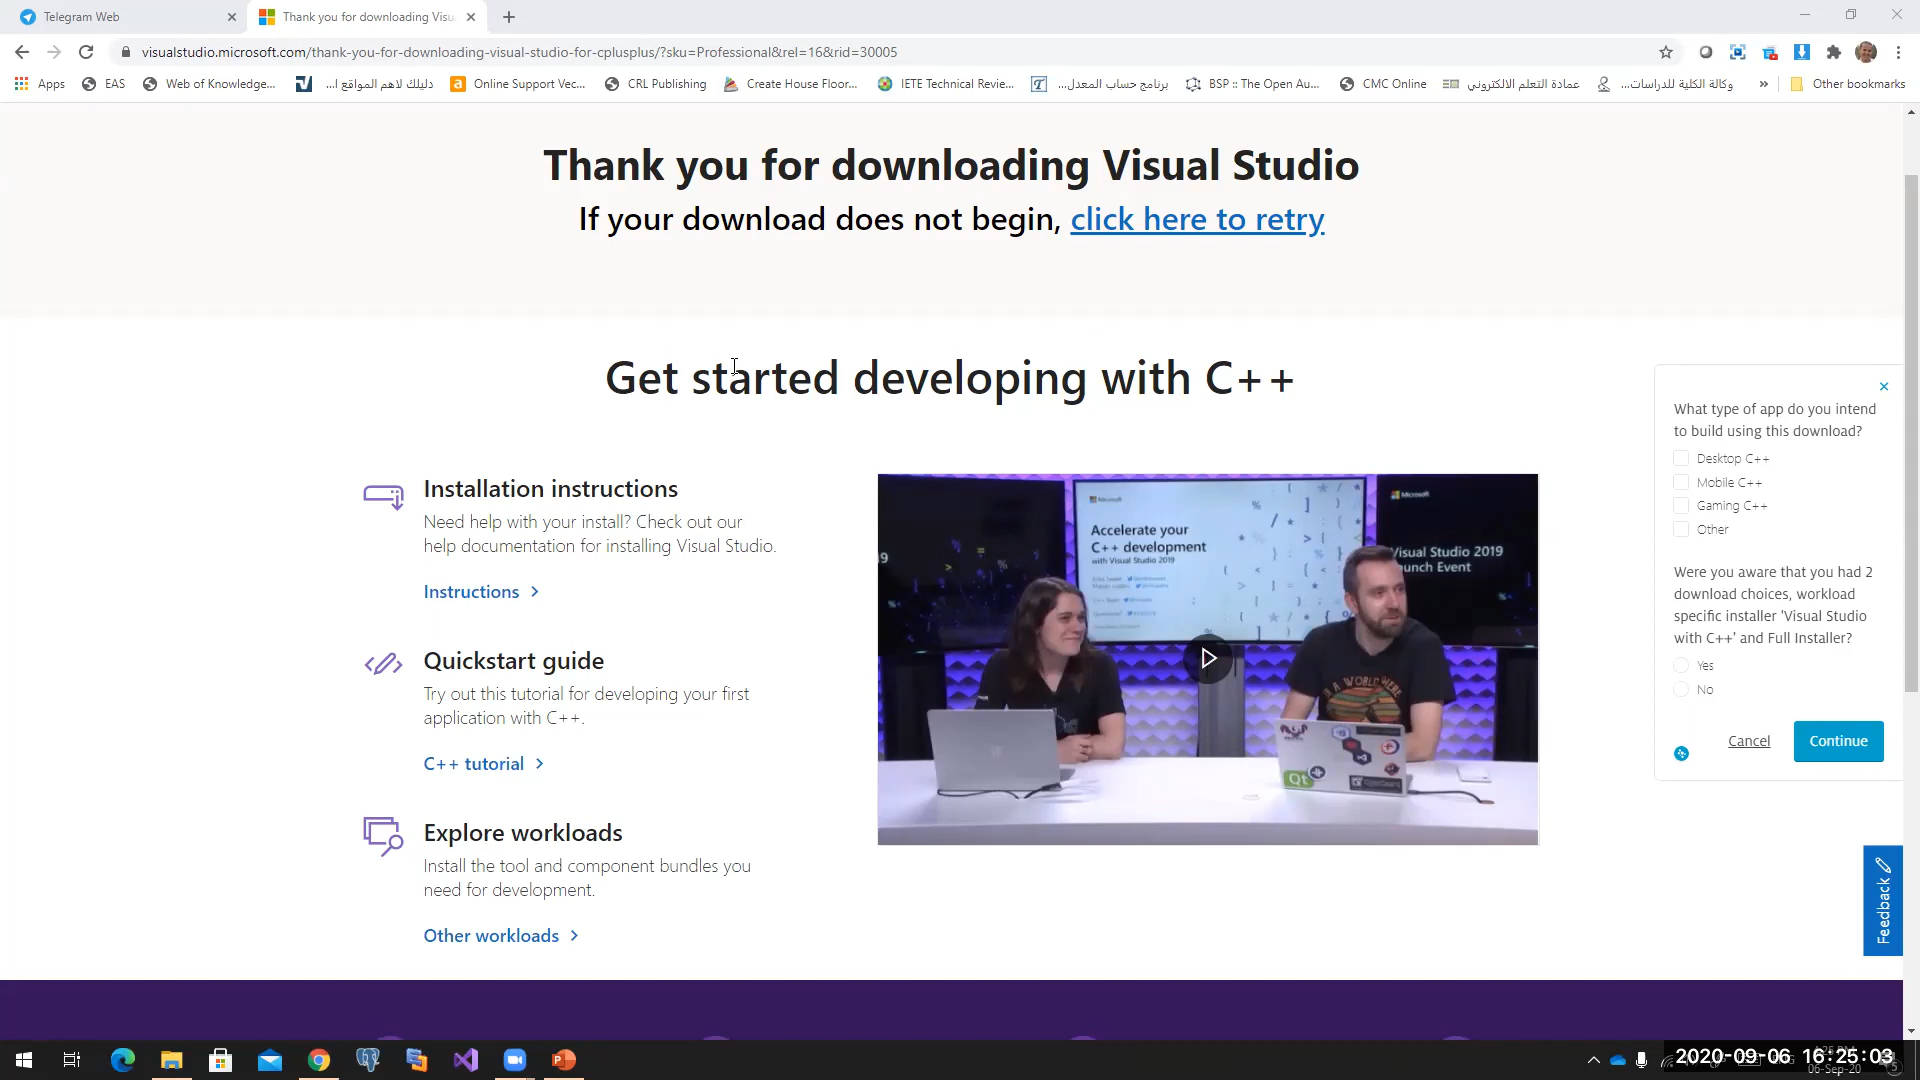 Telegram Web
Thank you for downloading Visu
visualstudio.microsoft.com/thank-you-for-downloading-visual-studio-for-cplusplus/?sku=Professional&rel=16&rid=30005
Apps
EAS
Web of Knowledge...
دليلك لاهم المواقع ا...
Online Support Vec...
CRL Publishing
Create House Floor...
IETE Technical Revie...
برنامج حساب المعدل...
BSP :: The Open Au...
CMC Online
عمادة التعلم الالكتروني
وكالة الكلية للدراسات...
»
Other bookmarks
Thank you for downloading Visual Studio
If your download does not begin, click here to retry
Get started developing with C++
Installation instructions
Need help with your install? Check out our
help documentation for installing Visual Studio.
Instructions
Quickstart guide
Try out this tutorial for developing your first
application with C++.
C++ tutorial
Explore workloads
Install the tool and component bundles you
need for development.
Other workloads
Microsoft
Accelerate your
C++ development
with Visual Studio 2019
Microsoft
Visual Studio 2019
unch Event
Qt
What type of app do you intend
to build using this download?
Desktop C++
Mobile C++
Gaming C++
Other
Were you aware that you had 2
download choices, workload
specific installer 'Visual Studio
with C++' and Full Installer?
Yes
No
Cancel
Continue
Feedback
2020-09-06 16:25:03
06-Sep-20